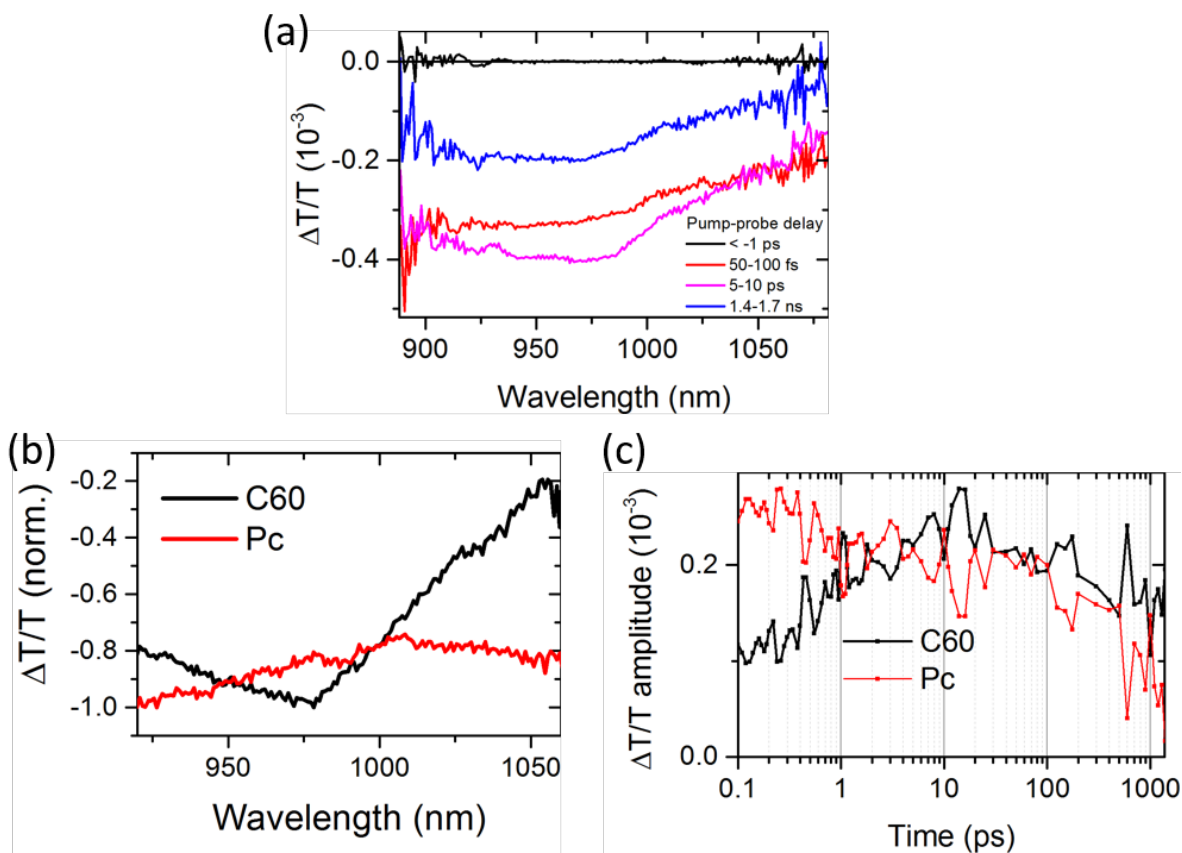 (a)
0.0
-0.2
-0.4
ΔT/T (10⁻³)
Pump-probe delay
< -1 ps
50-100 fs
5-10 ps
1.4-1.7 ns
900 950 1000 1050
Wavelength (nm)
(b)
-0.2
-0.4
-0.6
-0.8
-1.0
ΔT/T (norm.)
C60
Pc
950 1000 1050
Wavelength (nm)
(c)
0.2
0.0
ΔT/T amplitude (10⁻³)
C60
Pc
0.1 1 10 100 1000
Time (ps)